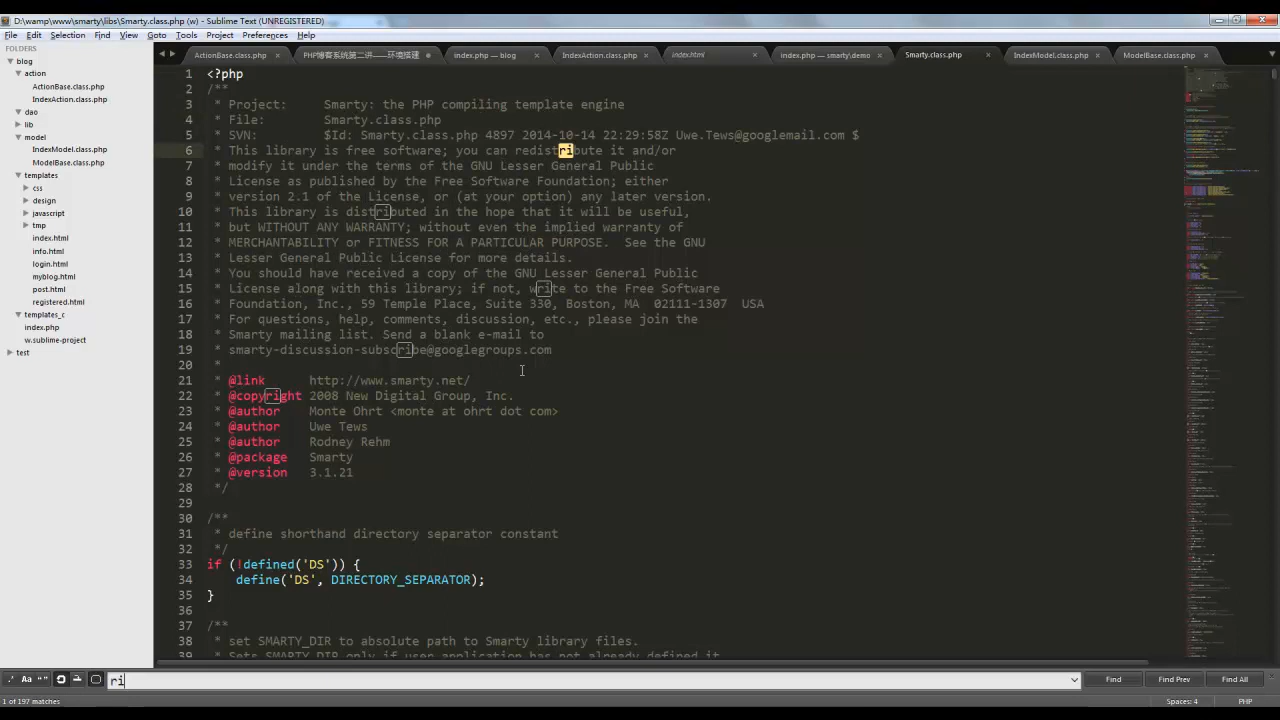 D:\wamp\www\smarty\libs\Smarty.class.php (w) - Sublime Text (UNREGISTERED)
File Edit Selection Find View Goto Tools Project Preferences Help
FOLDERS
blog
action
ActionBase.class.php
IndexAction.class.php
dao
lib
model
IndexModel.class.php
ModelBase.class.php
templates
css
design
javascript
tmp
index.html
info.html
login.html
myblog.html
post.html
registered.html
templates_c
index.php
w.sublime-project
test
ActionBase.class.php PHP博客系统第二讲——环境搭建 index.php — blog IndexAction.class.php index.html index.php — smarty\demo Smarty.class.php IndexModel.class.php ModelBase.class.php
1 <?php
2 /**
3 * Project: Smarty: the PHP compiling template engine
4 * File: Smarty.class.php
5 * SVN: $Id: Smarty.class.php 4897 2014-10-14 22:29:58Z Uwe.Tews@googlemail.com $
6 * This library is free software; you can redistribute it and/or
7 * modify it under the terms of the GNU Lesser General Public
8 * License as published by the Free Software Foundation; either
9 * version 2.1 of the License, or (at your option) any later version.
10 * This library is distributed in the hope that it will be useful,
11 * but WITHOUT ANY WARRANTY; without even the implied warranty of
12 * MERCHANTABILITY or FITNESS FOR A PARTICULAR PURPOSE. See the GNU
13 * Lesser General Public License for more details.
14 * You should have received a copy of the GNU Lesser General Public
15 * License along with this library; if not, write to the Free Software
16 * Foundation, Inc., 59 Temple Place, Suite 330, Boston, MA 02111-1307 USA
17 * For questions, help, comments, discussion, etc., please join the
18 * Smarty mailing list. Send a blank e-mail to
19 * smarty-discussion-subscribe@googlegroups.com
20 *
21 * @link http://www.smarty.net/
22 * @copyright 2008 New Digital Group, Inc.
23 * @author Monte Ohrt <monte at ohrt dot com>
24 * @author Uwe Tews
25 * @author Rodney Rehm
26 * @package Smarty
27 * @version 3.1.21
28 */
29
30 /**
31 * define shorthand directory separator constant
32 */
33 if (!defined('DS')) {
34 define('DS', DIRECTORY_SEPARATOR);
35 }
36
37 /**
38 * set SMARTY_DIR to absolute path to Smarty library files.
39 * Sets SMARTY_DIR only if user application has not already defined it.
.* Aa “” ri Find Find Prev Find All
1 of 197 matches Spaces: 4 PHP